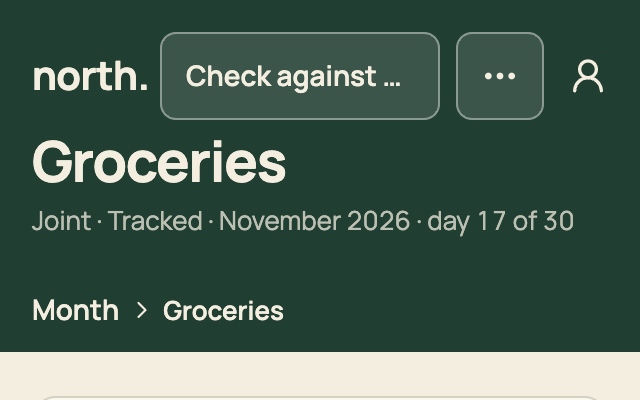 north.
Check against ...
...
Groceries
Joint · Tracked · November 2026 · day 17 of 30
Month > Groceries